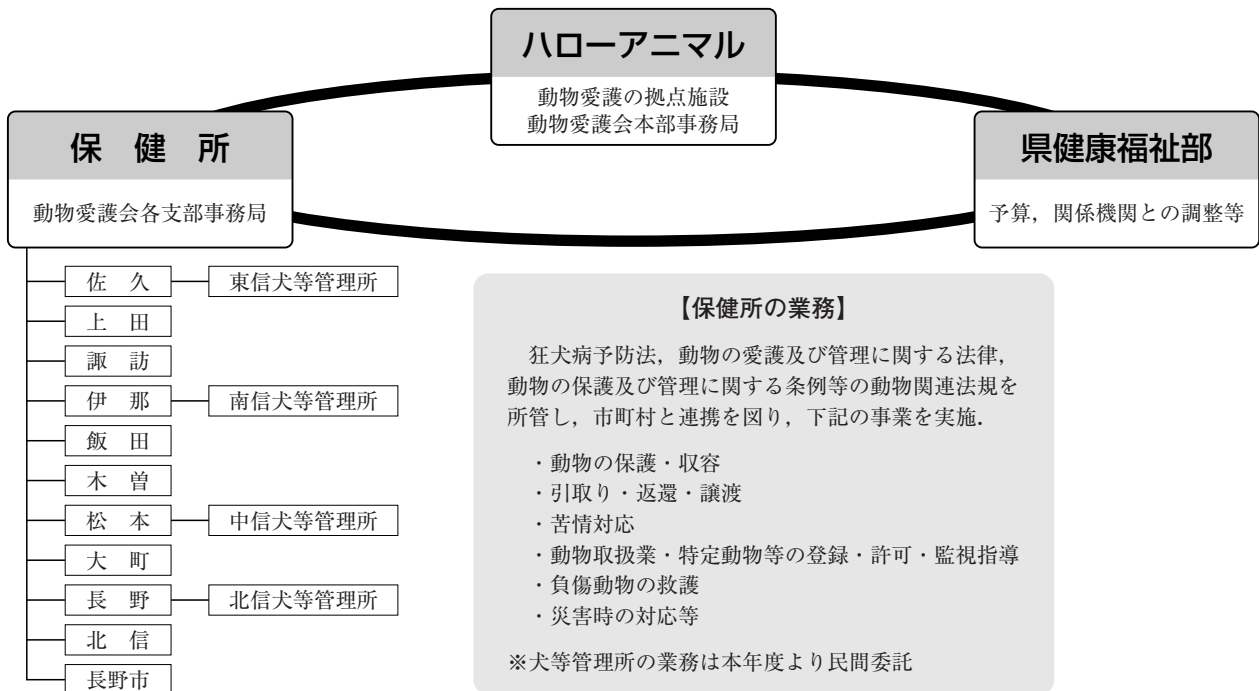 ハローアニマル
動物愛護の拠点施設
動物愛護会本部事務局
保健所
動物愛護会各支部事務局
県健康福祉部
予算，関係機関との調整等
佐久
東信犬等管理所
上田
諏訪
伊那
南信犬等管理所
飯田
木曽
松本
中信犬等管理所
大町
長野
北信犬等管理所
北信
長野市
【保健所の業務】
狂犬病予防法，動物の愛護及び管理に関する法律，
動物の保護及び管理に関する条例等の動物関連法規を
所管し，市町村と連携を図り，下記の事業を実施．
・動物の保護・収容
・引取り・返還・譲渡
・苦情対応
・動物取扱業・特定動物等の登録・許可・監視指導
・負傷動物の救護
・災害時の対応等
※犬等管理所の業務は本年度より民間委託